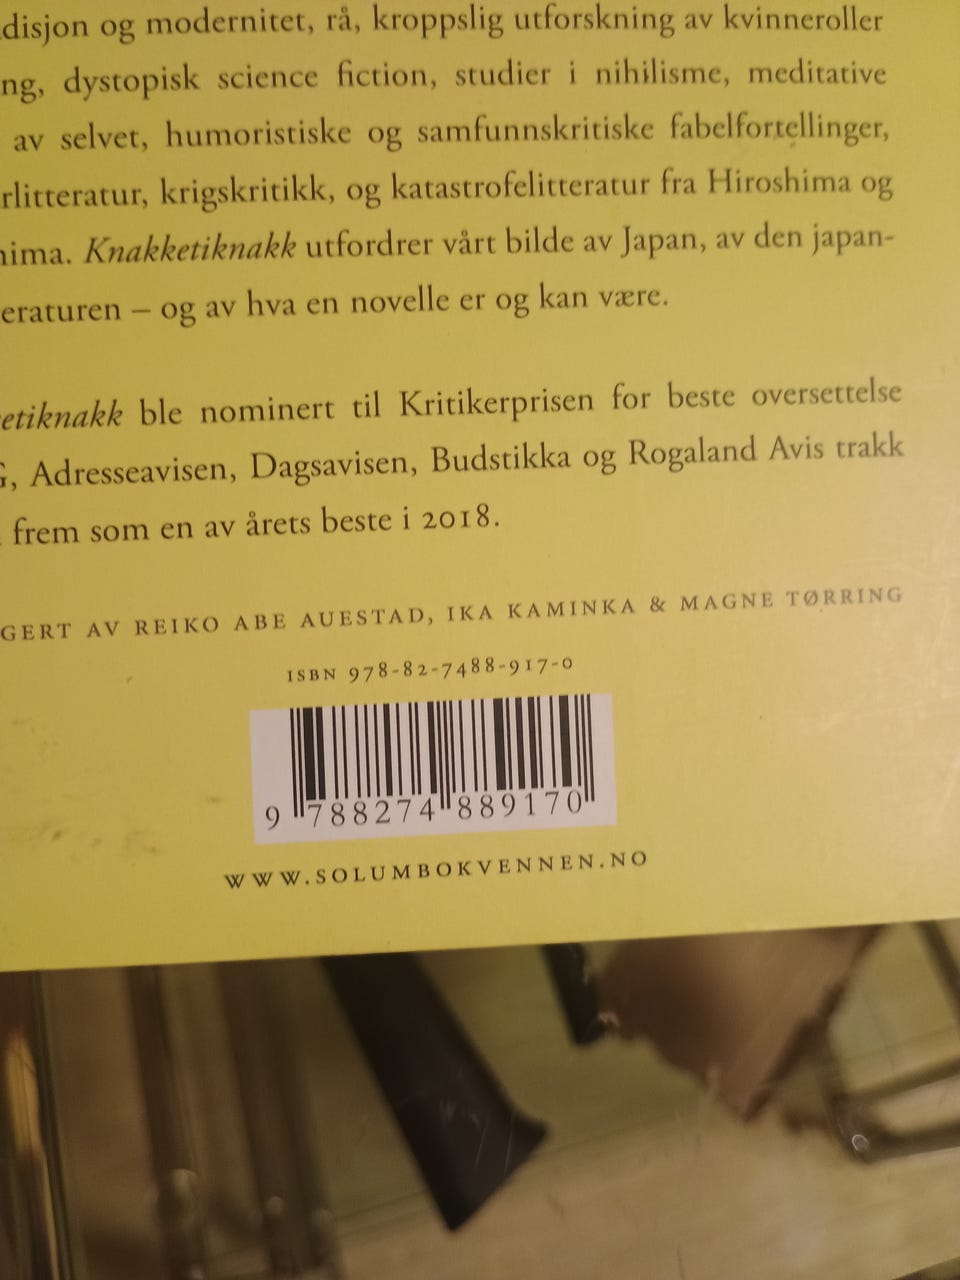 disjon og modernitet, rå, kroppslig utforskning av kvinneroller
ng, dystopisk science fiction, studier i nihilisme, meditative
av selvet, humoristiske og samfunnskritiske fabelfortellinger,
rlitteratur, krigskritikk, og katastrofelitteratur fra Hiroshima og
hima. Knakketiknakk utfordrer vårt bilde av Japan, av den japan-
eraturen – og av hva en novelle er og kan være.
etiknakk ble nominert til Kritikerprisen for beste oversettelse
G, Adresseavisen, Dagsavisen, Budstikka og Rogaland Avis trakk
frem som en av årets beste i 2018.
GERT AV REIKO ABE AUESTAD, IKA KAMINKA & MAGNE TØRRING
ISBN 978-82-7488-917-0
9 788274 889170
WWW.SOLUMBOKVENNEN.NO